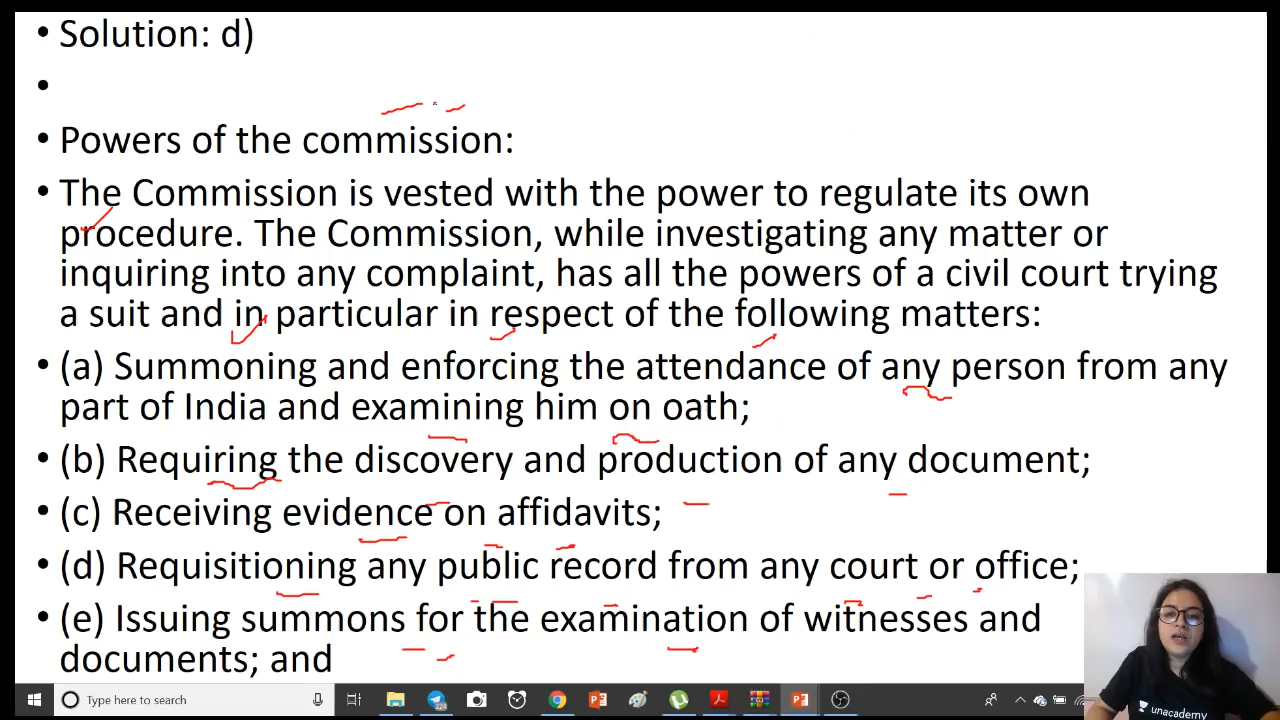 • Solution: d)
•
• Powers of the commission:
• The Commission is vested with the power to regulate its own
procedure. The Commission, while investigating any matter or
inquiring into any complaint, has all the powers of a civil court trying
a suit and in particular in respect of the following matters:
• (a) Summoning and enforcing the attendance of any person from any
part of India and examining him on oath;
• (b) Requiring the discovery and production of any document;
• (c) Receiving evidence on affidavits;
• (d) Requisitioning any public record from any court or office;
• (e) Issuing summons for the examination of witnesses and
documents; and
Type here to search
224
unacademy